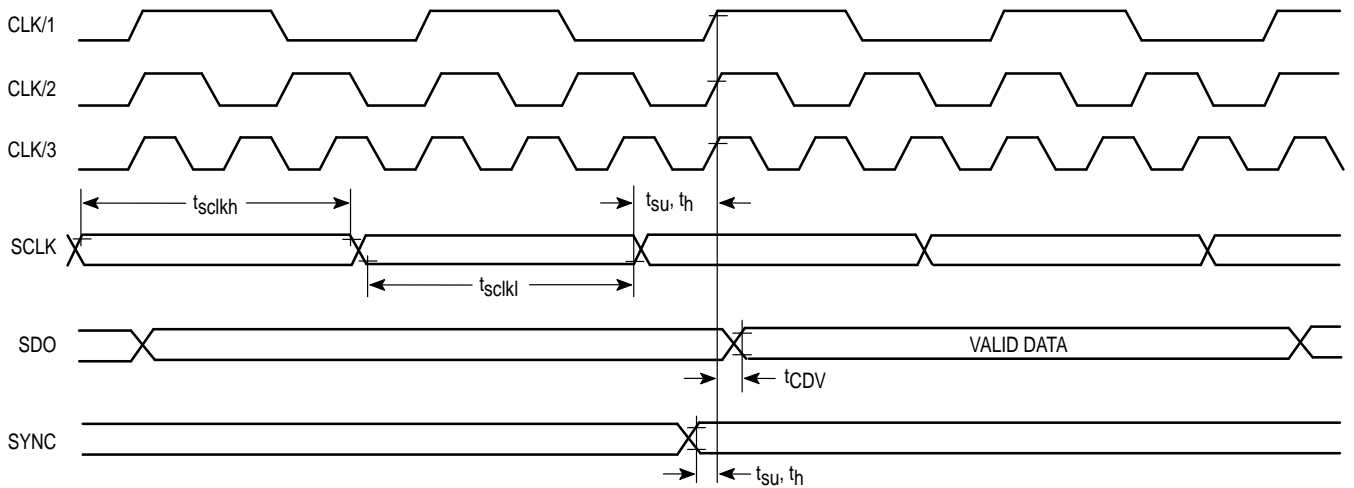 CLK/1
CLK/2
CLK/3
tsclkh
tsu, th
SCLK
tsclkl
SDO
VALID DATA
tCDV
SYNC
tsu, th